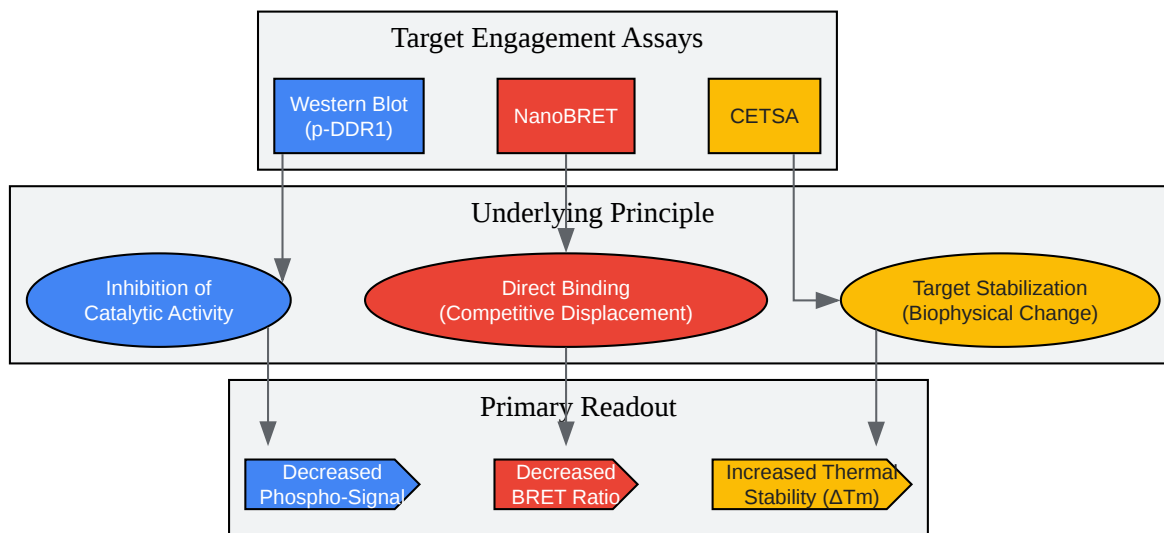 Target Engagement Assays
Western Blot
(p-DDR1)
NanoBRET
CETSA
Underlying Principle
Inhibition of
Catalytic Activity
Direct Binding
(Competitive Displacement)
Target Stabilization
(Biophysical Change)
Primary Readout
Decreased
Phospho-Signal
Decreased
BRET Ratio
Increased Thermal
Stability (ΔTm)